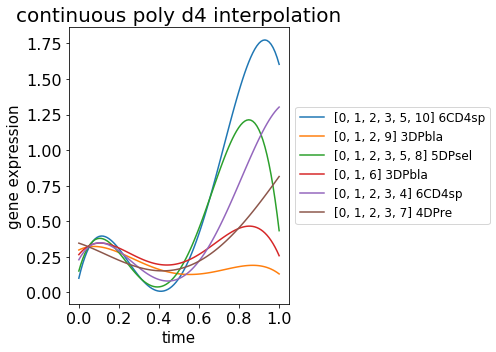 continuous poly d4 interpolation
gene expression
1.75
1.50
1.25
1.00
0.75
0.50
0.25
0.00
0.0 0.2 0.4 0.6 0.8 1.0
time
[0, 1, 2, 3, 5, 10] 6CD4sp
[0, 1, 2, 9] 3DPbla
[0, 1, 2, 3, 5, 8] 5DPsel
[0, 1, 6] 3DPbla
[0, 1, 2, 3, 4] 6CD4sp
[0, 1, 2, 3, 7] 4DPre